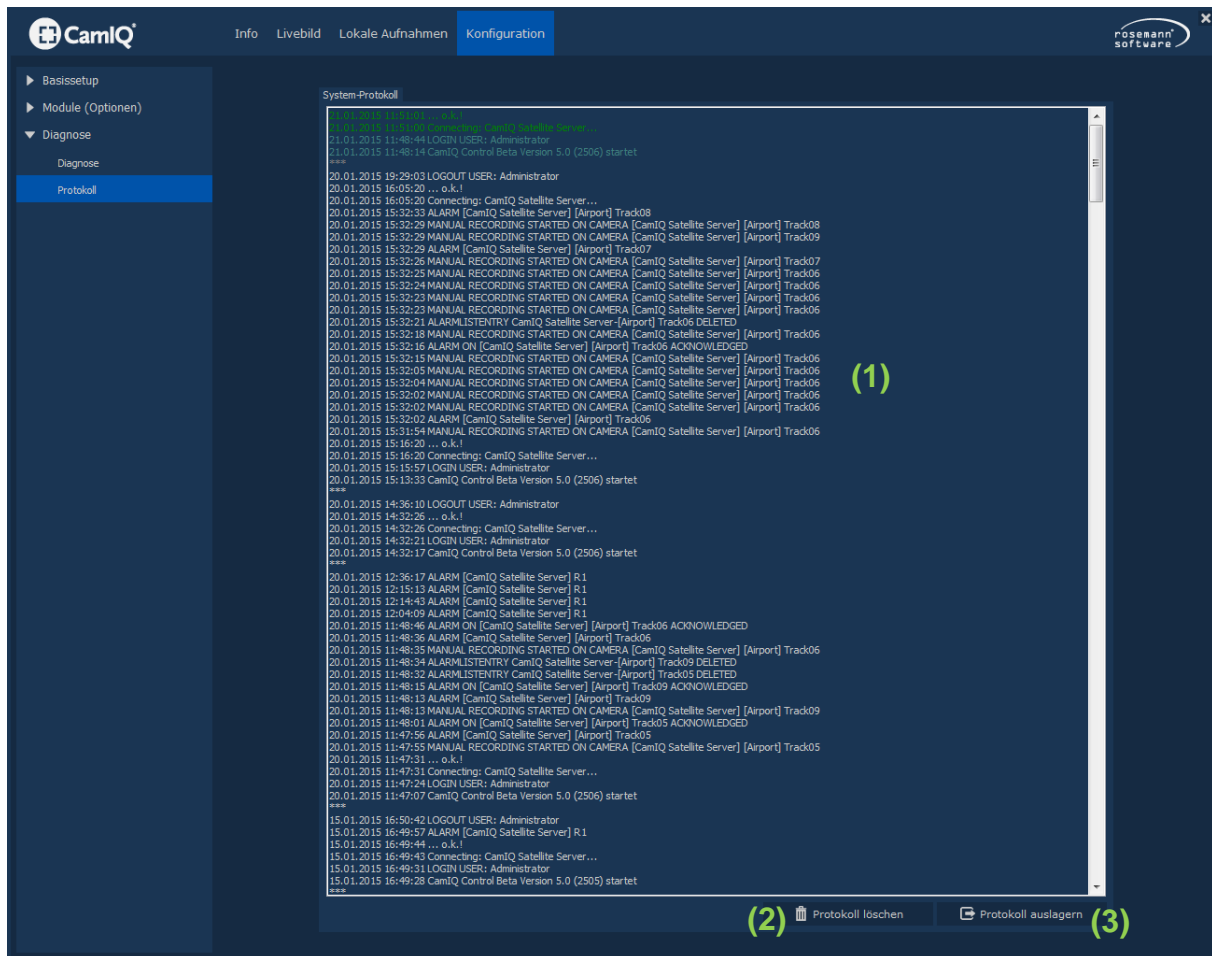 CamIQ®
Info Livebild Lokale Aufnahmen Konfiguration
rosemann®
software
Basissetup
Module (Optionen)
Diagnose
Diagnose
Protokoll
System-Protokoll
21.01.2015 11:51:01 ... o.k.!
21.01.2015 11:51:00 Connecting: CamIQ Satellite Server...
21.01.2015 11:48:44 LOGIN USER: Administrator
21.01.2015 11:48:14 CamIQ Control Beta Version 5.0 (2506) startet
***
20.01.2015 19:29:03 LOGOUT USER: Administrator
20.01.2015 16:05:20 ... o.k.!
20.01.2015 16:05:20 Connecting: CamIQ Satellite Server...
20.01.2015 15:32:33 ALARM [CamIQ Satellite Server] [Airport] Track08
20.01.2015 15:32:29 MANUAL RECORDING STARTED ON CAMERA [CamIQ Satellite Server] [Airport] Track08
20.01.2015 15:32:29 MANUAL RECORDING STARTED ON CAMERA [CamIQ Satellite Server] [Airport] Track09
20.01.2015 15:32:29 ALARM [CamIQ Satellite Server] [Airport] Track07
20.01.2015 15:32:26 MANUAL RECORDING STARTED ON CAMERA [CamIQ Satellite Server] [Airport] Track07
20.01.2015 15:32:25 MANUAL RECORDING STARTED ON CAMERA [CamIQ Satellite Server] [Airport] Track06
20.01.2015 15:32:24 MANUAL RECORDING STARTED ON CAMERA [CamIQ Satellite Server] [Airport] Track06
20.01.2015 15:32:23 MANUAL RECORDING STARTED ON CAMERA [CamIQ Satellite Server] [Airport] Track06
20.01.2015 15:32:23 MANUAL RECORDING STARTED ON CAMERA [CamIQ Satellite Server] [Airport] Track06
20.01.2015 15:32:21 ALARMLISTENTRY CamIQ Satellite Server-[Airport] Track06 DELETED
20.01.2015 15:32:18 MANUAL RECORDING STARTED ON CAMERA [CamIQ Satellite Server] [Airport] Track06
20.01.2015 15:32:16 ALARM ON [CamIQ Satellite Server] [Airport] Track06 ACKNOWLEDGED
20.01.2015 15:32:15 MANUAL RECORDING STARTED ON CAMERA [CamIQ Satellite Server] [Airport] Track06
20.01.2015 15:32:05 MANUAL RECORDING STARTED ON CAMERA [CamIQ Satellite Server] [Airport] Track06
20.01.2015 15:32:04 MANUAL RECORDING STARTED ON CAMERA [CamIQ Satellite Server] [Airport] Track06
20.01.2015 15:32:02 MANUAL RECORDING STARTED ON CAMERA [CamIQ Satellite Server] [Airport] Track06
20.01.2015 15:32:02 MANUAL RECORDING STARTED ON CAMERA [CamIQ Satellite Server] [Airport] Track06
20.01.2015 15:32:02 ALARM [CamIQ Satellite Server] [Airport] Track06
20.01.2015 15:31:54 MANUAL RECORDING STARTED ON CAMERA [CamIQ Satellite Server] [Airport] Track06
20.01.2015 15:16:20 ... o.k.!
20.01.2015 15:16:20 Connecting: CamIQ Satellite Server...
20.01.2015 15:15:57 LOGIN USER: Administrator
20.01.2015 15:13:33 CamIQ Control Beta Version 5.0 (2506) startet
***
20.01.2015 14:36:10 LOGOUT USER: Administrator
20.01.2015 14:32:26 ... o.k.!
20.01.2015 14:32:26 Connecting: CamIQ Satellite Server...
20.01.2015 14:32:21 LOGIN USER: Administrator
20.01.2015 14:32:17 CamIQ Control Beta Version 5.0 (2506) startet
***
20.01.2015 12:36:17 ALARM [CamIQ Satellite Server] R1
20.01.2015 12:15:13 ALARM [CamIQ Satellite Server] R1
20.01.2015 12:14:43 ALARM [CamIQ Satellite Server] R1
20.01.2015 12:04:09 ALARM [CamIQ Satellite Server] R1
20.01.2015 11:48:46 ALARM ON [CamIQ Satellite Server] [Airport] Track06 ACKNOWLEDGED
20.01.2015 11:48:36 ALARM [CamIQ Satellite Server] [Airport] Track06
20.01.2015 11:48:35 MANUAL RECORDING STARTED ON CAMERA [CamIQ Satellite Server] [Airport] Track06
20.01.2015 11:48:34 ALARMLISTENTRY CamIQ Satellite Server-[Airport] Track09 DELETED
20.01.2015 11:48:32 ALARMLISTENTRY CamIQ Satellite Server-[Airport] Track05 DELETED
20.01.2015 11:48:15 ALARM ON [CamIQ Satellite Server] [Airport] Track09 ACKNOWLEDGED
20.01.2015 11:48:13 ALARM [CamIQ Satellite Server] [Airport] Track09
20.01.2015 11:48:13 MANUAL RECORDING STARTED ON CAMERA [CamIQ Satellite Server] [Airport] Track09
20.01.2015 11:48:01 ALARM ON [CamIQ Satellite Server] [Airport] Track05 ACKNOWLEDGED
20.01.2015 11:47:56 ALARM [CamIQ Satellite Server] [Airport] Track05
20.01.2015 11:47:55 MANUAL RECORDING STARTED ON CAMERA [CamIQ Satellite Server] [Airport] Track05
20.01.2015 11:47:31 ... o.k.!
20.01.2015 11:47:31 Connecting: CamIQ Satellite Server...
20.01.2015 11:47:24 LOGIN USER: Administrator
20.01.2015 11:47:07 CamIQ Control Beta Version 5.0 (2506) startet
***
15.01.2015 16:50:42 LOGOUT USER: Administrator
15.01.2015 16:49:57 ALARM [CamIQ Satellite Server] R1
15.01.2015 16:49:44 ... o.k.!
15.01.2015 16:49:43 Connecting: CamIQ Satellite Server...
15.01.2015 16:49:31 LOGIN USER: Administrator
15.01.2015 16:49:28 CamIQ Control Beta Version 5.0 (2505) startet
***
(1)
(2) Protokoll löschen Protokoll auslagern (3)